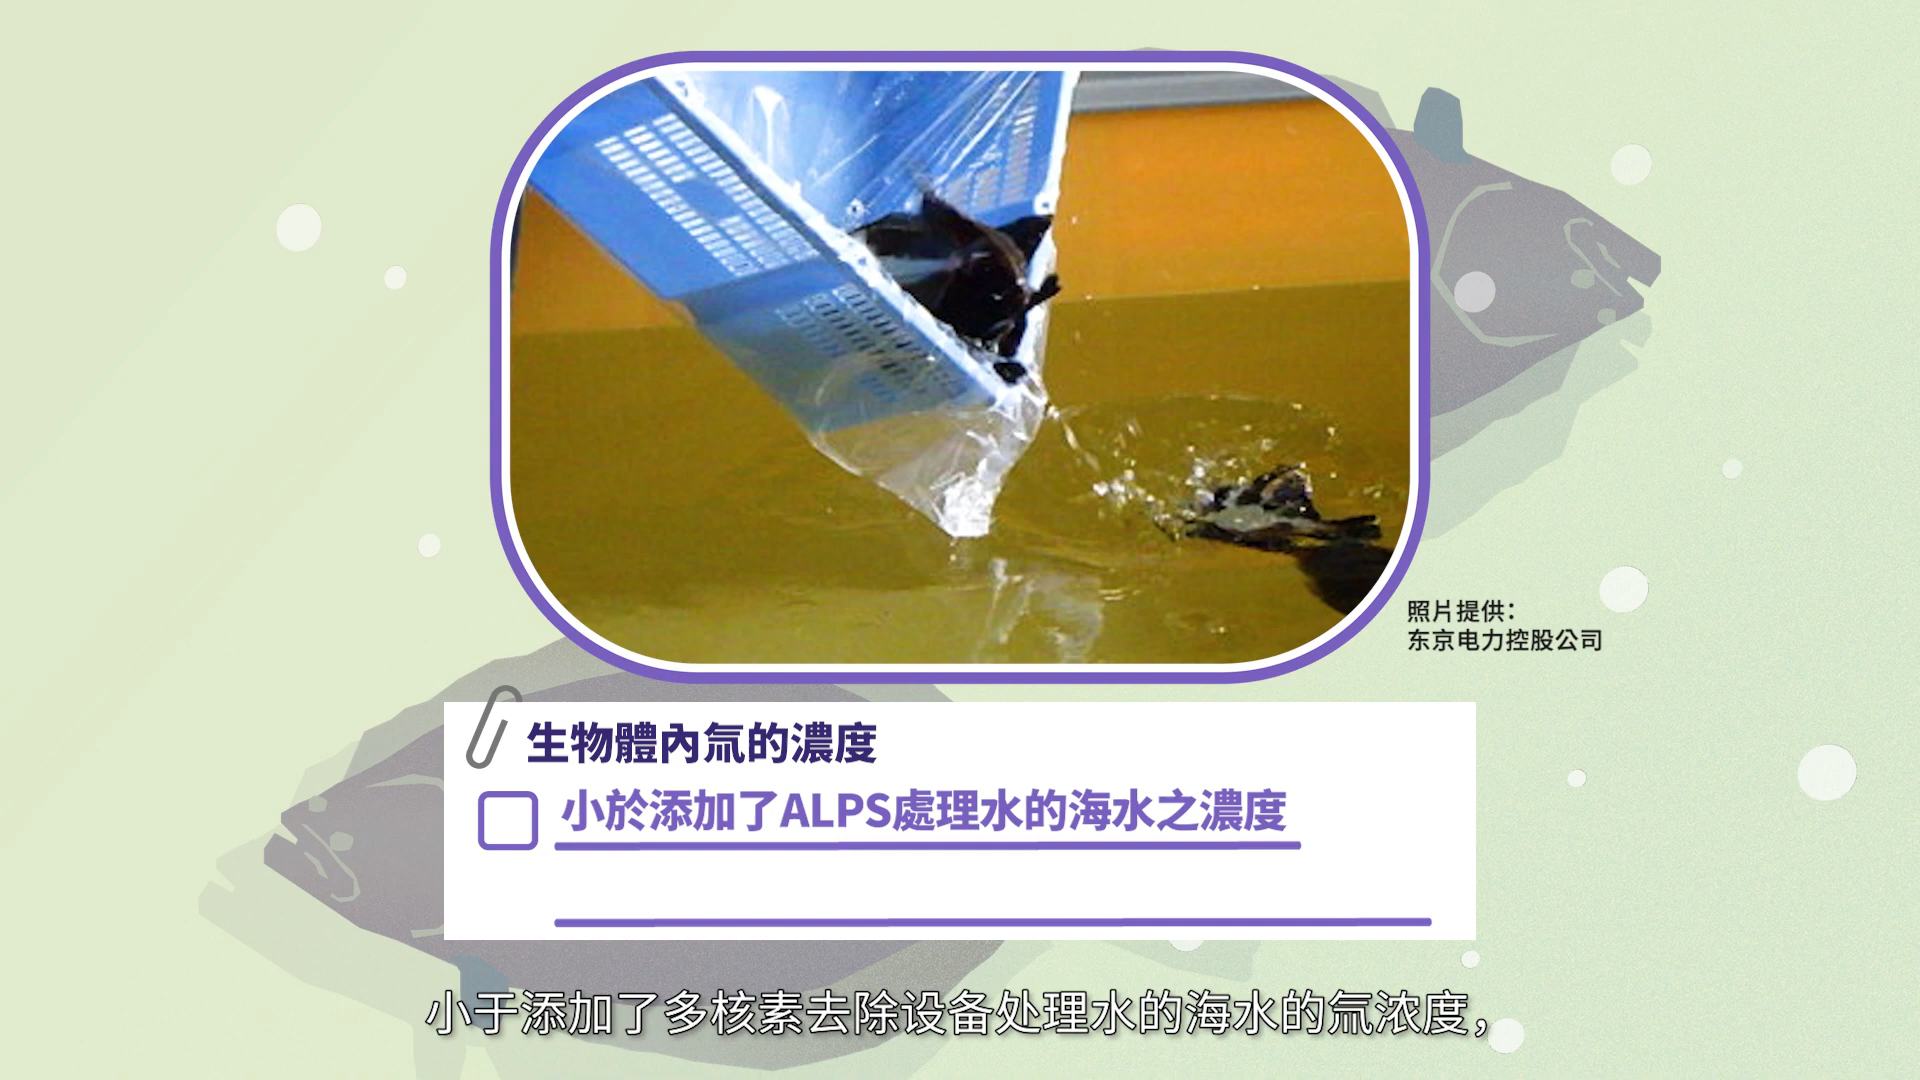 照片提供：
东京电力控股公司
生物體內氚的濃度
小於添加了ALPS處理水的海水之濃度
小于添加了多核素去除设备处理水的海水的氚浓度，